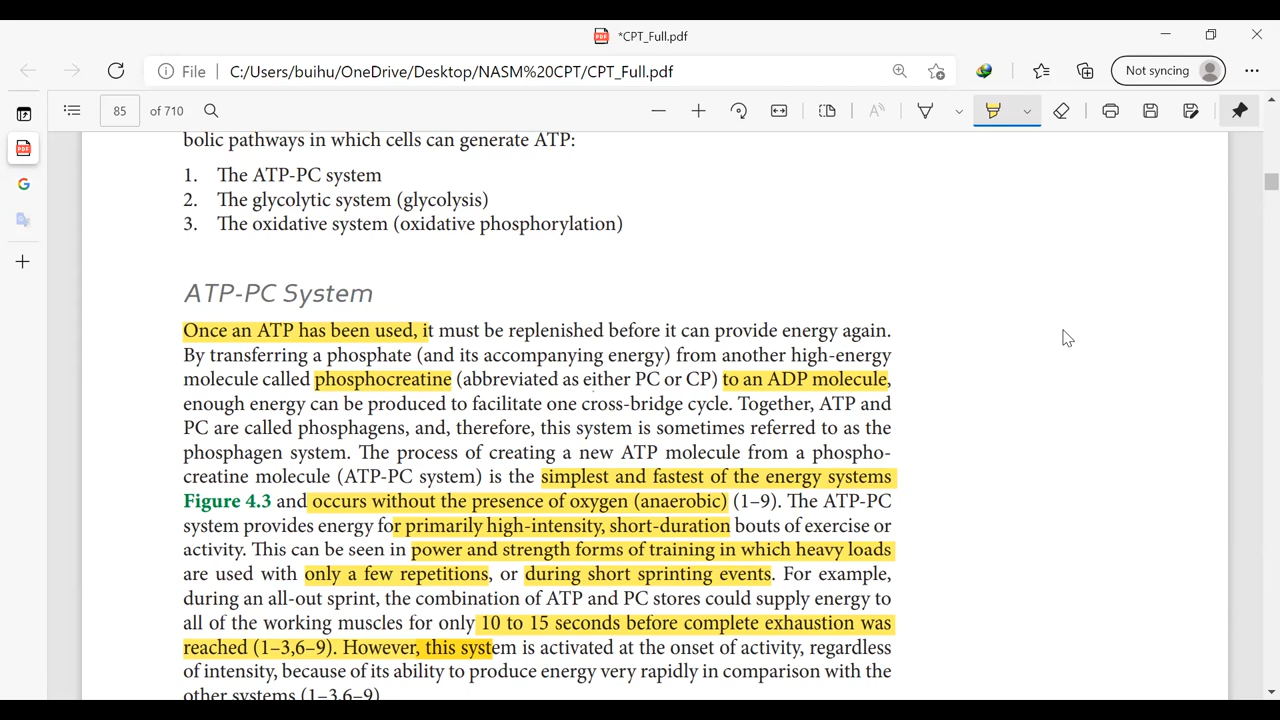 *CPT_Full.pdf
File | C:/Users/buihu/OneDrive/Desktop/NASM%20CPT/CPT_Full.pdf
Not syncing
85 of 710
bolic pathways in which cells can generate ATP:
1. The ATP-PC system
2. The glycolytic system (glycolysis)
3. The oxidative system (oxidative phosphorylation)
ATP-PC System
Once an ATP has been used, it must be replenished before it can provide energy again.
By transferring a phosphate (and its accompanying energy) from another high-energy
molecule called phosphocreatine (abbreviated as either PC or CP) to an ADP molecule,
enough energy can be produced to facilitate one cross-bridge cycle. Together, ATP and
PC are called phosphagens, and, therefore, this system is sometimes referred to as the
phosphagen system. The process of creating a new ATP molecule from a phospho-
creatine molecule (ATP-PC system) is the simplest and fastest of the energy systems
Figure 4.3 and occurs without the presence of oxygen (anaerobic) (1–9). The ATP-PC
system provides energy for primarily high-intensity, short-duration bouts of exercise or
activity. This can be seen in power and strength forms of training in which heavy loads
are used with only a few repetitions, or during short sprinting events. For example,
during an all-out sprint, the combination of ATP and PC stores could supply energy to
all of the working muscles for only 10 to 15 seconds before complete exhaustion was
reached (1–3,6–9). However, this system is activated at the onset of activity, regardless
of intensity, because of its ability to produce energy very rapidly in comparison with the
other systems (1–3,6–9)